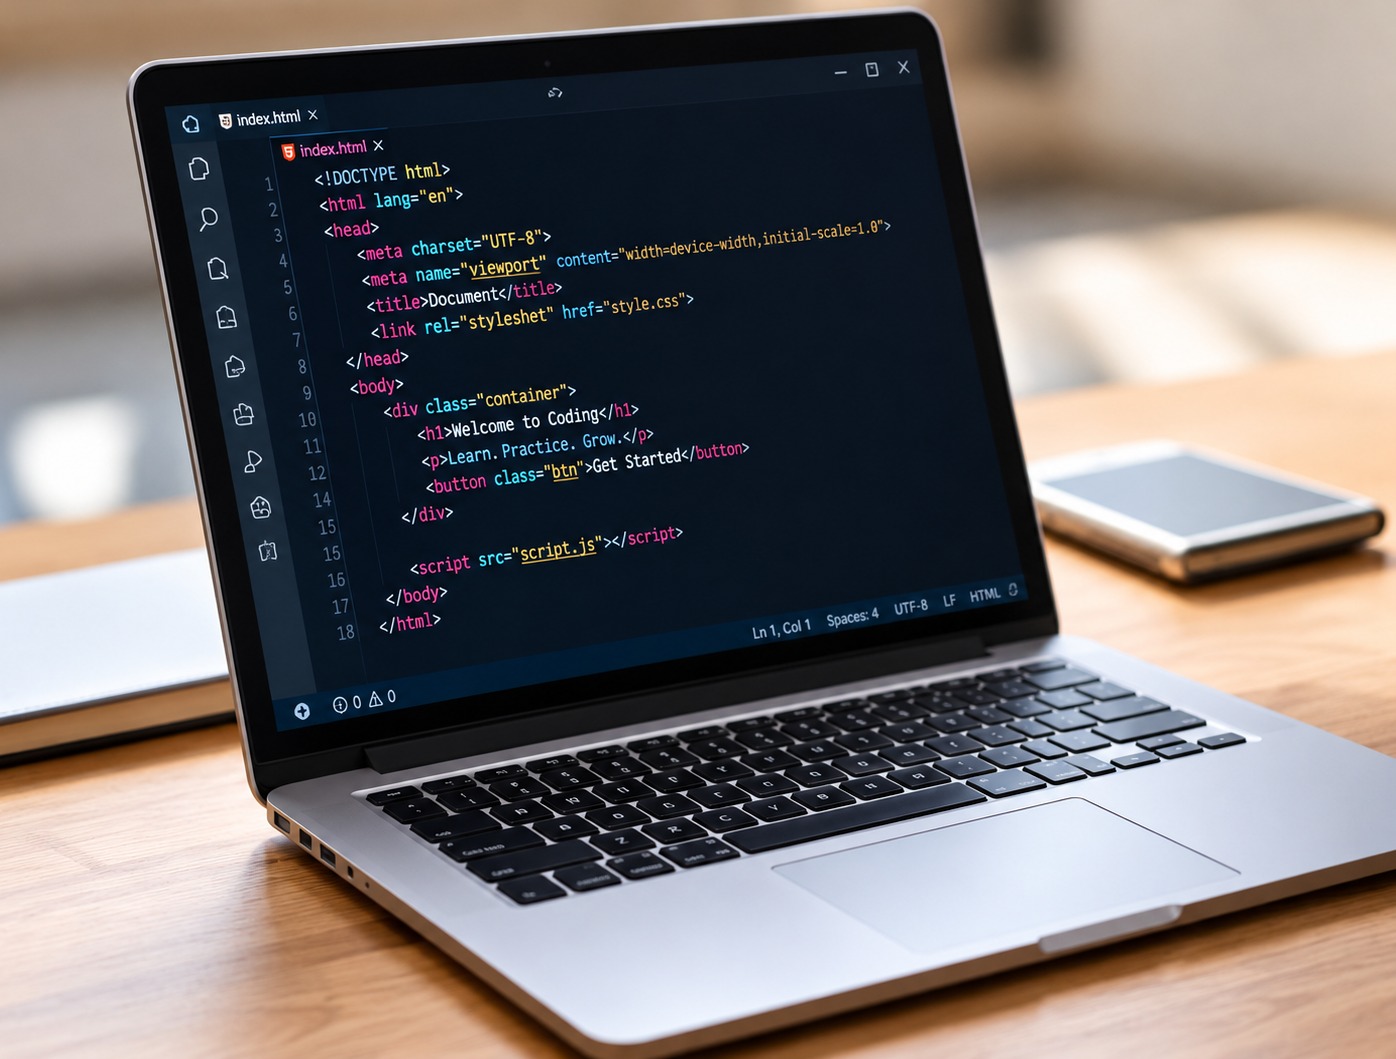 index.html ×
index.html ×
1 <!DOCTYPE html>
2 <html lang="en">
3 <head>
4 <meta charset="UTF-8">
5 <meta name="viewport" content="width=device-width,initial-scale=1.0">
6 <title>Document</title>
7 <link rel="styleshet" href="style.css">
8 </head>
9 <body>
10 <div class="container">
11 <h1>Welcome to Coding</h1>
12 <p>Learn. Practice. Grow.</p>
14 <button class="btn">Get Started</button>
15 </div>
15
16 <script src="script.js"></script>
17 </body>
18 </html>
Ln 1, Col 1 Spaces: 4 UTF-8 LF HTML
0 0